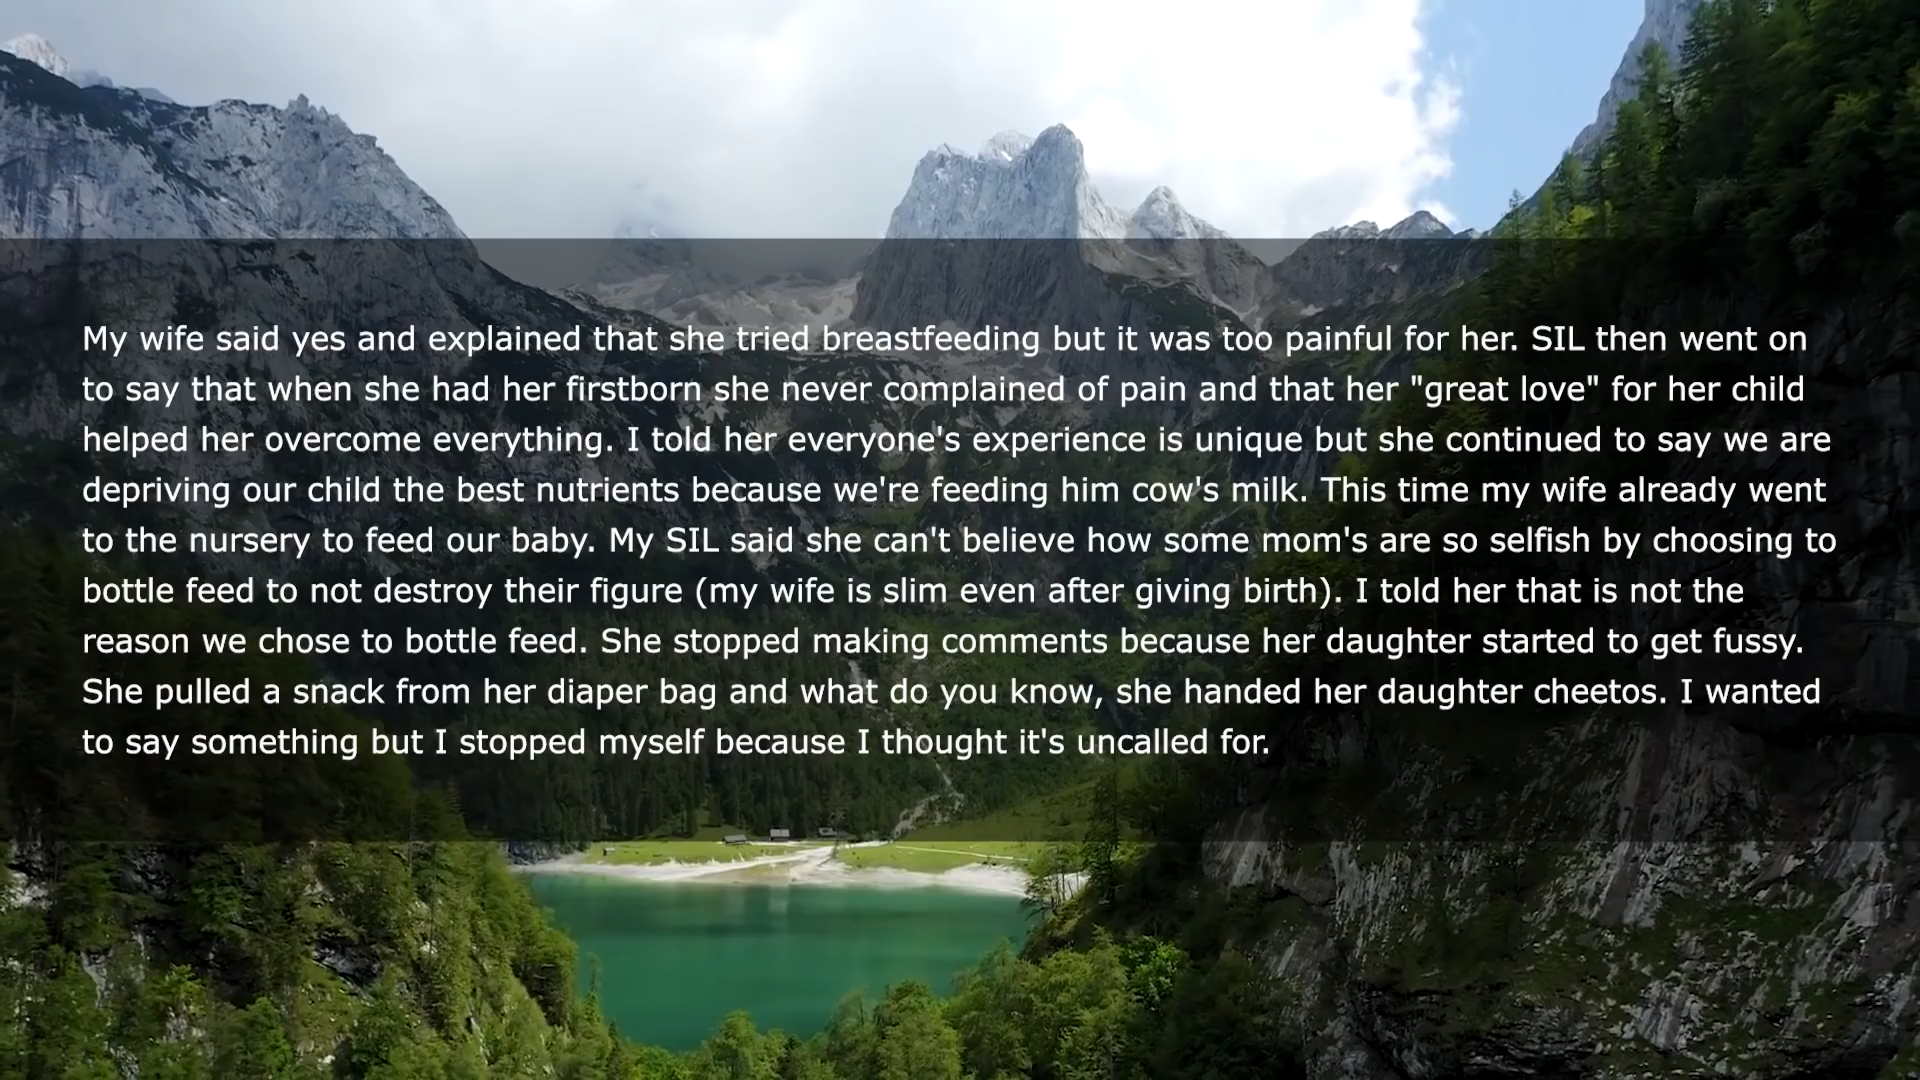 My wife said yes and explained that she tried breastfeeding but it was too painful for her. SIL then went on
to say that when she had her firstborn she never complained of pain and that her "great love" for her child
helped her overcome everything. I told her everyone's experience is unique but she continued to say we are
depriving our child the best nutrients because we're feeding him cow's milk. This time my wife already went
to the nursery to feed our baby. My SIL said she can't believe how some mom's are so selfish by choosing to
bottle feed to not destroy their figure (my wife is slim even after giving birth). I told her that is not the
reason we chose to bottle feed. She stopped making comments because her daughter started to get fussy.
She pulled a snack from her diaper bag and what do you know, she handed her daughter cheetos. I wanted
to say something but I stopped myself because I thought it's uncalled for.